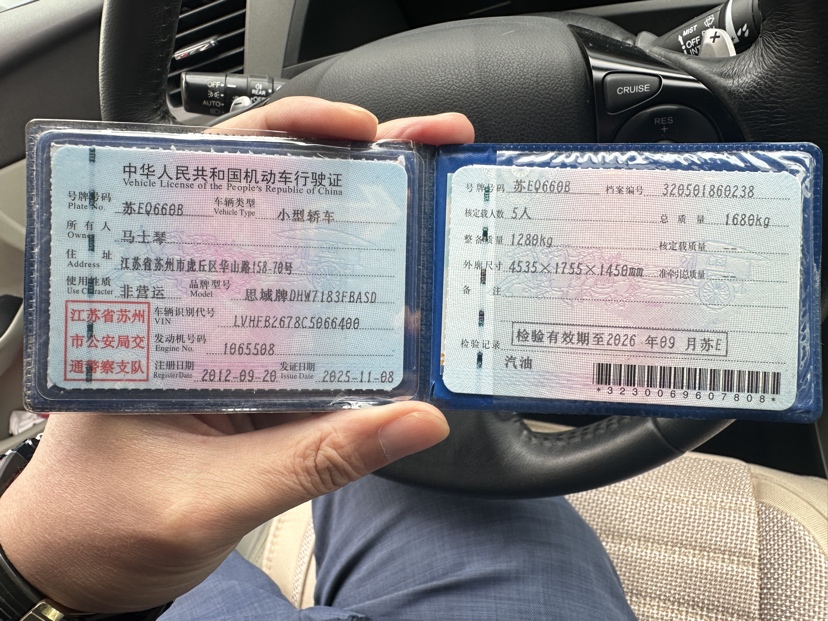 中华人民共和国机动车行驶证
Vehicle License of the People's Republic of China
号牌号码 Plate No. 苏EQ660B 车辆类型 Vehicle Type 小型轿车
所有人 Owner 马士琴
住址 Address 江苏省苏州市虎丘区华山路158-70号
使用性质 Use Character 非营运 品牌型号 Model 思域牌DHW7183FBASD
江苏省苏州
市公安局交
通警察支队
车辆识别代号 VIN LVHFB2678C5066400
发动机号码 Engine No. 1065508
注册日期 Register Date 2012-09-20 发证日期 Issue Date 2025-11-08
号牌号码 苏EQ660B 档案编号 320501860238
核定载人数 5人 总质量 1680kg
整备质量 1280kg 核定载质量 --
外廓尺寸 4535×1755×1450mm 准牵引总质量 --
备注
检验记录 检验有效期至2026年09月苏E
汽油
*3230069607808*
OFF
AUTO
REAR
MIST
OFF
INT
CRUISE
RES
+